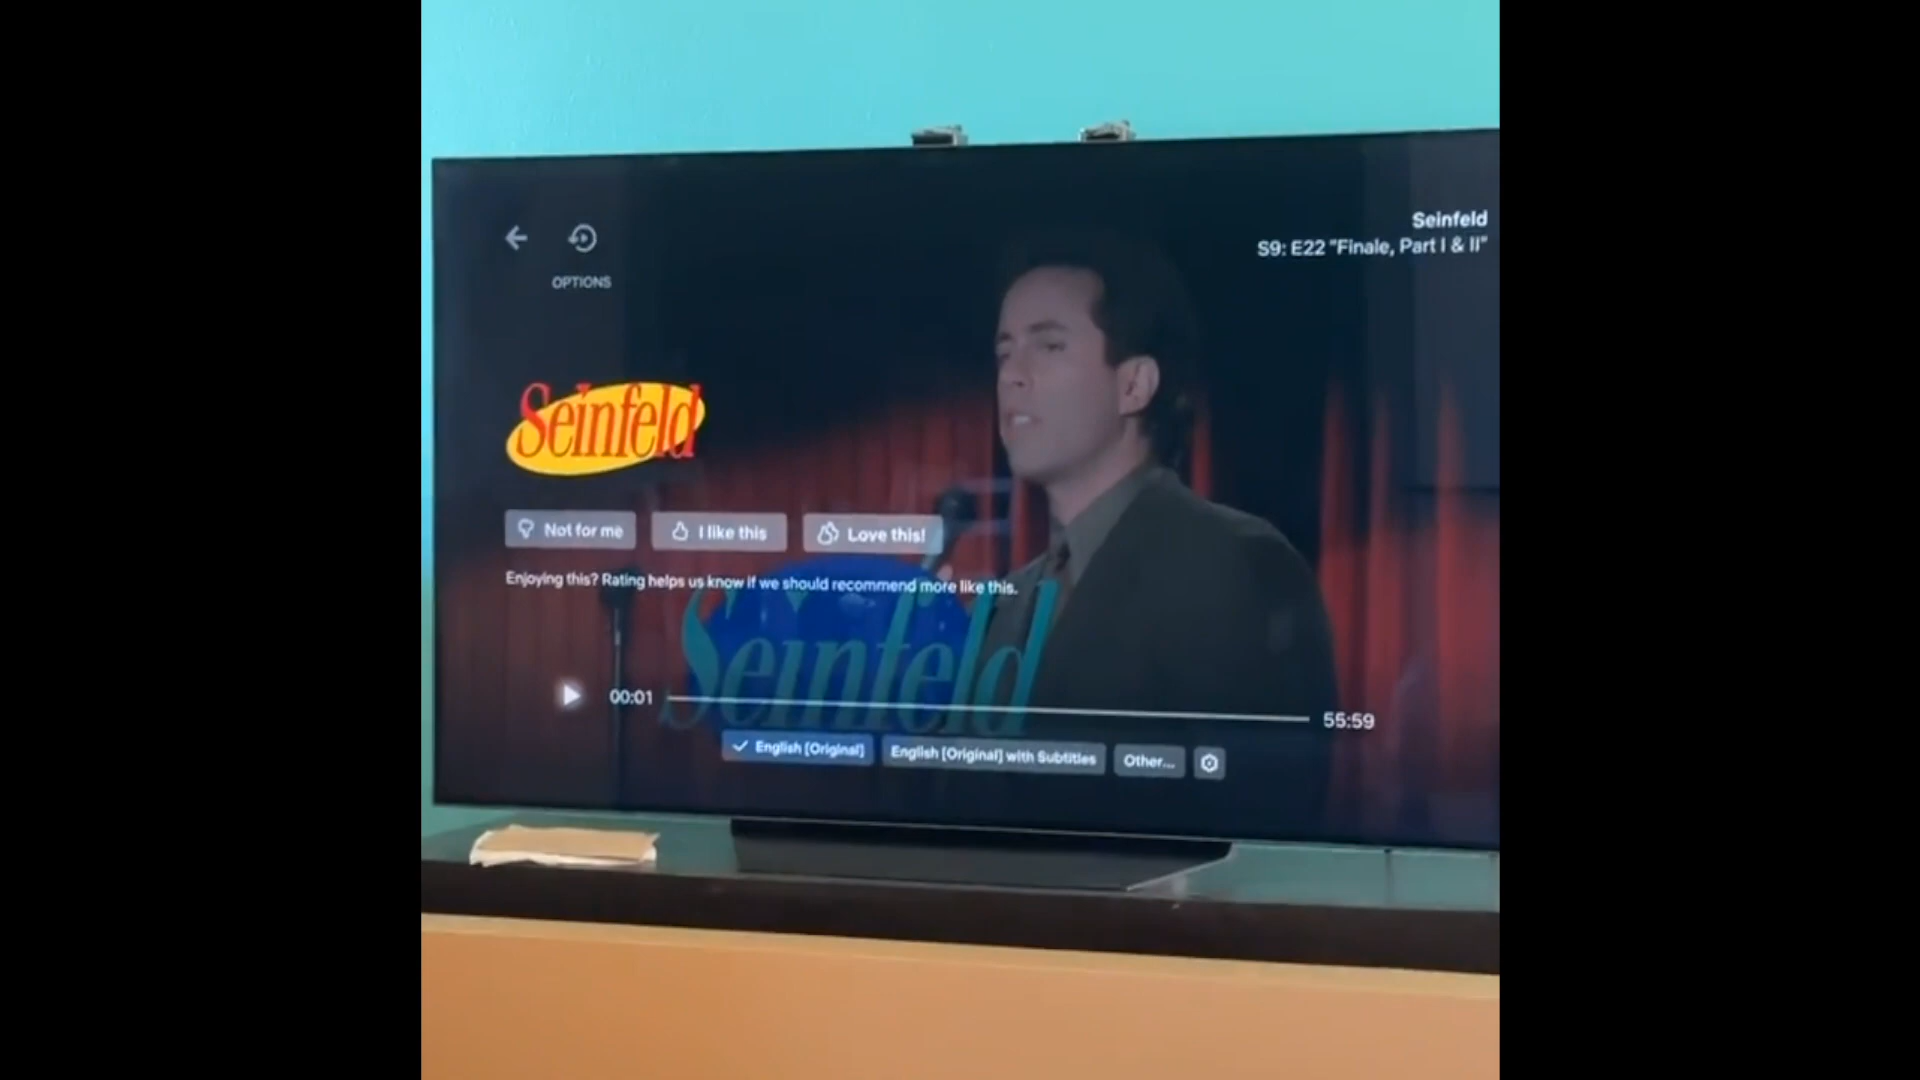 Seinfeld
S9: E22 "Finale, Part I & II"
OPTIONS
Seinfeld
Not for me
I like this
Love this!
Enjoying this? Rating helps us know if we should recommend more like this.
Seinfeld
00:01
55:59
English [Original]
English [Original] with Subtitles
Other...